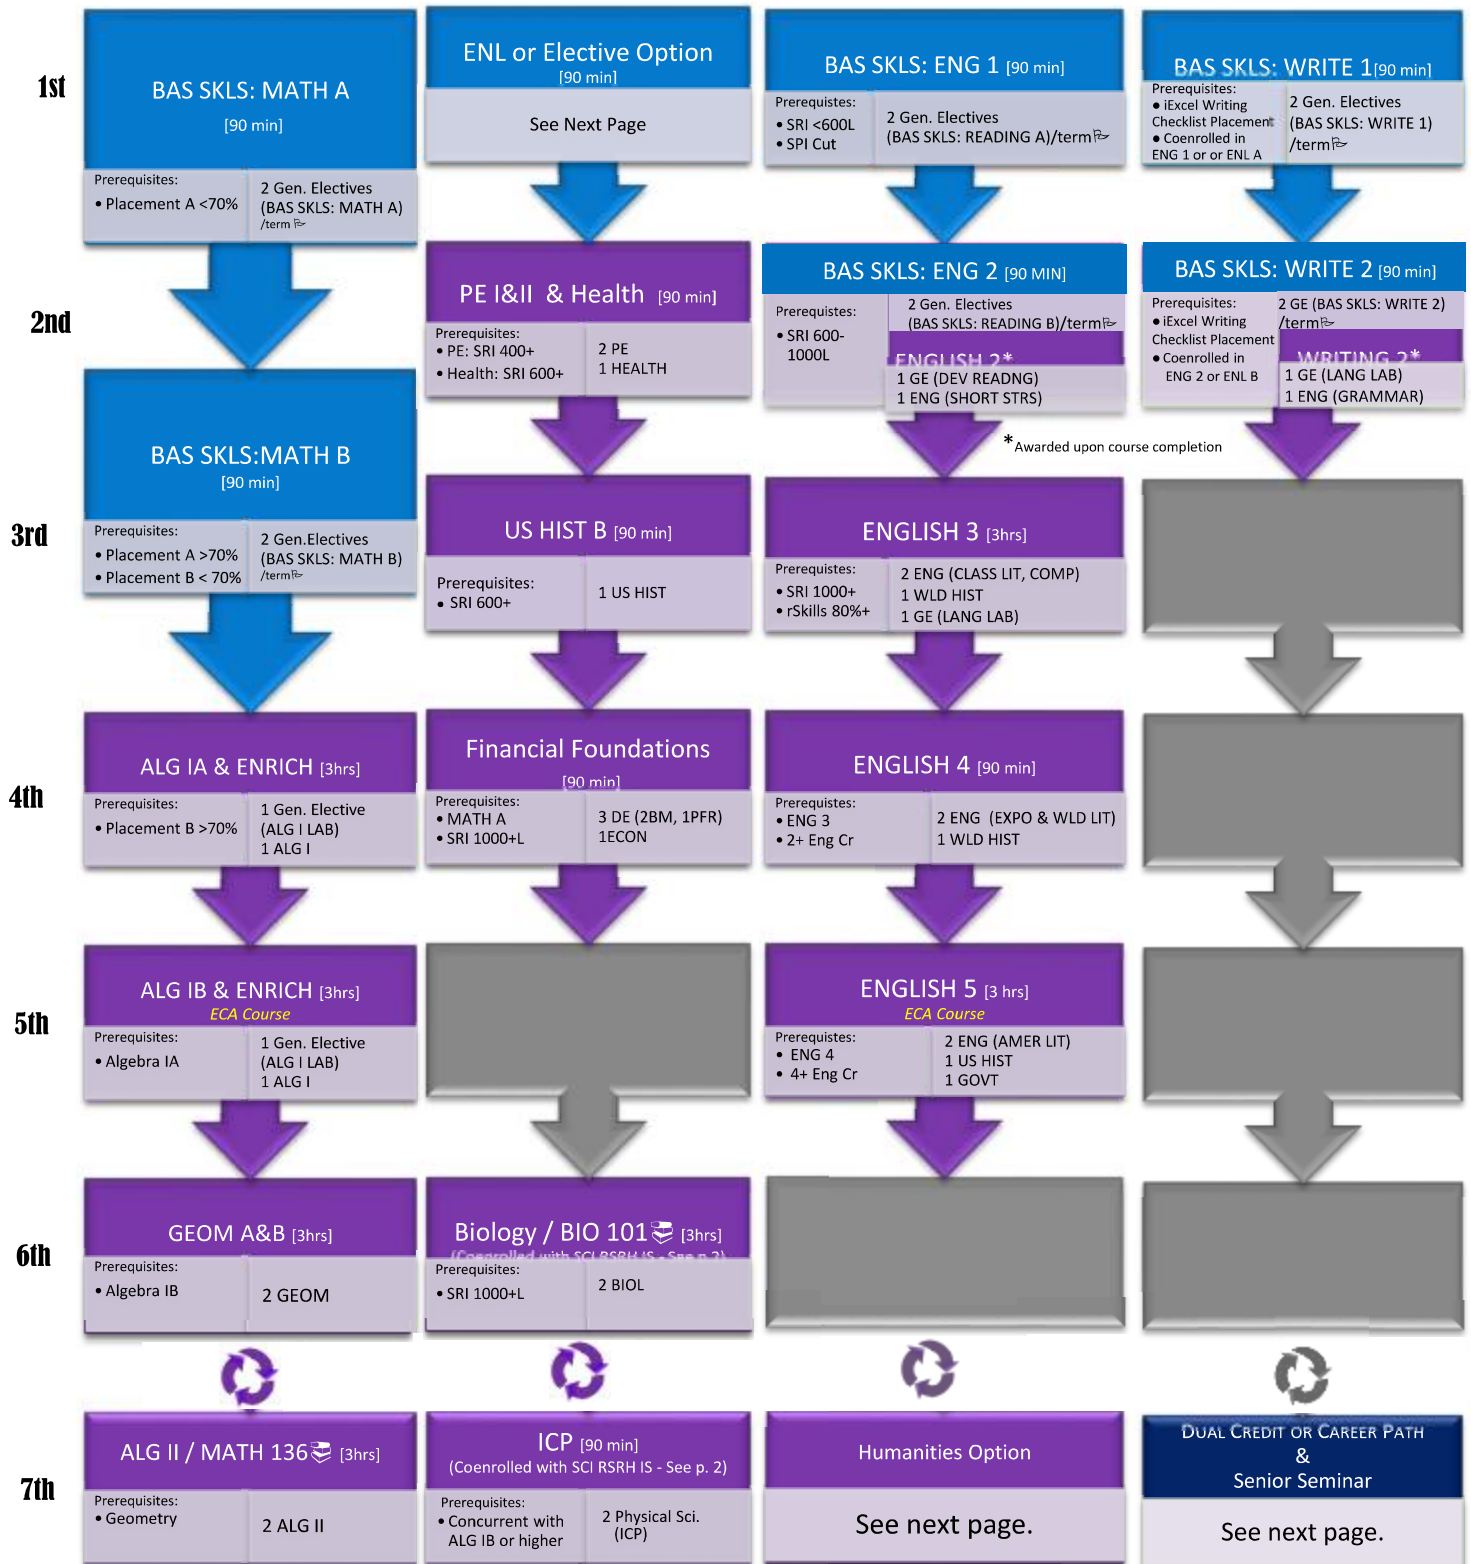 1st
BAS SKLS: MATH A
[90 min]
Prerequisites:
• Placement A <70%
2 Gen. Electives
(BAS SKLS: MATH A)
/term
ENL or Elective Option
[90 min]
See Next Page
BAS SKLS: ENG 1 [90 min]
Prerequistes:
• SRI <600L
• SPI Cut
2 Gen. Electives
(BAS SKLS: READING A)/term
BAS SKLS: WRITE 1[90 min]
Prerequisites:
• iExcel Writing
Checklist Placement
• Coenrolled in
ENG 1 or or ENL A
2 Gen. Electives
(BAS SKLS: WRITE 1)
/term
2nd
PE I&II & Health [90 min]
Prerequisites:
• PE: SRI 400+
• Health: SRI 600+
2 PE
1 HEALTH
BAS SKLS: ENG 2 [90 MIN]
Prerequistes:
• SRI 600-
1000L
2 Gen. Electives
(BAS SKLS: READING B)/term
ENGLISH 2*
1 GE (DEV READNG)
1 ENG (SHORT STRS)
BAS SKLS: WRITE 2 [90 min]
Prerequisites:
• iExcel Writing
Checklist Placement
• Coenrolled in
ENG 2 or ENL B
2 GE (BAS SKLS: WRITE 2)
/term
WRITING 2*
1 GE (LANG LAB)
1 ENG (GRAMMAR)
*Awarded upon course completion
3rd
BAS SKLS:MATH B
[90 min]
Prerequisites:
• Placement A >70%
• Placement B < 70%
2 Gen.Electives
(BAS SKLS: MATH B)
/term
US HIST B [90 min]
Prerequisites:
• SRI 600+
1 US HIST
ENGLISH 3 [3hrs]
Prerequistes:
• SRI 1000+
• rSkills 80%+
2 ENG (CLASS LIT, COMP)
1 WLD HIST
1 GE (LANG LAB)
4th
ALG IA & ENRICH [3hrs]
Prerequisites:
• Placement B >70%
1 Gen. Elective
(ALG I LAB)
1 ALG I
Financial Foundations
[90 min]
Prerequisites:
• MATH A
• SRI 1000+L
3 DE (2BM, 1PFR)
1ECON
ENGLISH 4 [90 min]
Prerequistes:
• ENG 3
• 2+ Eng Cr
2 ENG (EXPO & WLD LIT)
1 WLD HIST
5th
ALG IB & ENRICH [3hrs]
ECA Course
Prerequisites:
• Algebra IA
1 Gen. Elective
(ALG I LAB)
1 ALG I
ENGLISH 5 [3 hrs]
ECA Course
Prerequistes:
• ENG 4
• 4+ Eng Cr
2 ENG (AMER LIT)
1 US HIST
1 GOVT
6th
GEOM A&B [3hrs]
Prerequisites:
• Algebra IB
2 GEOM
Biology / BIO 101 [3hrs]
(Coenrolled with SCI RSRH IS - See p. 2)
Prerequisites:
• SRI 1000+L
2 BIOL
7th
ALG II / MATH 136 [3hrs]
Prerequisites:
• Geometry
2 ALG II
ICP [90 min]
(Coenrolled with SCI RSRH IS - See p. 2)
Prerequisites:
• Concurrent with
ALG IB or higher
2 Physical Sci.
(ICP)
Humanities Option
See next page.
DUAL CREDIT OR CAREER PATH
&
Senior Seminar
See next page.